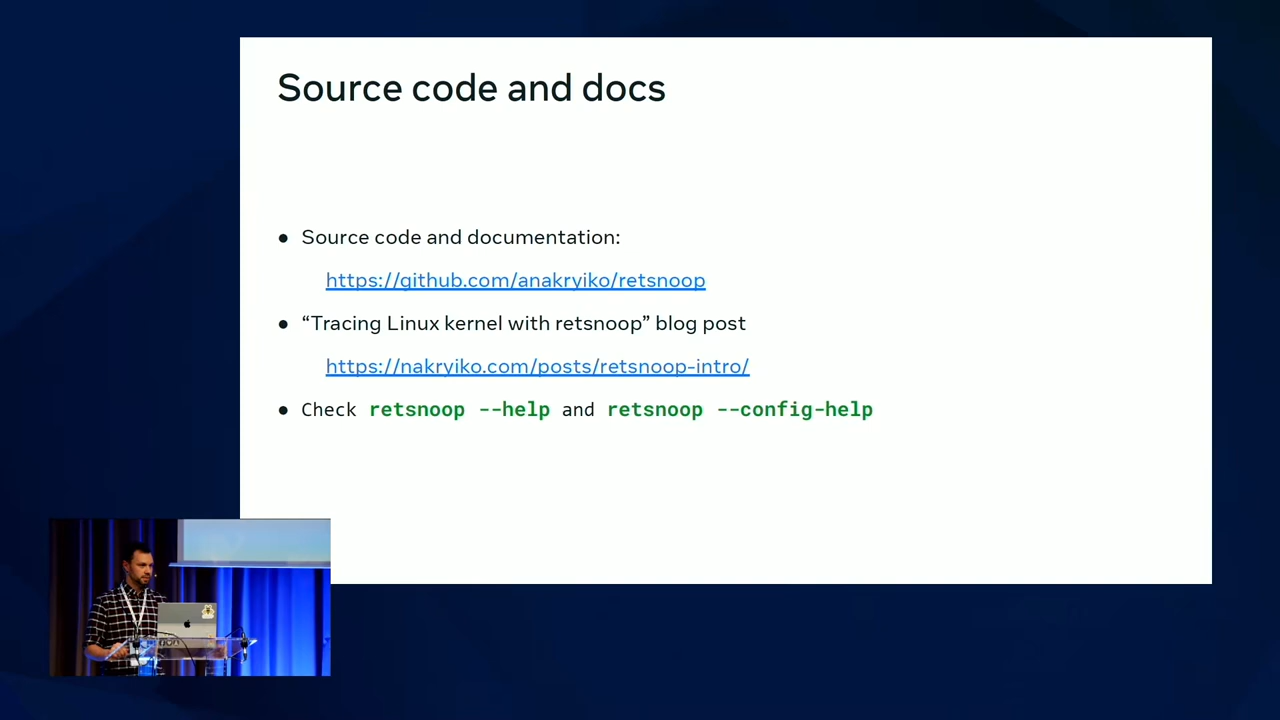 Source code and docs
● Source code and documentation:
https://github.com/anakryiko/retsnoop
● “Tracing Linux kernel with retsnoop” blog post
https://nakryiko.com/posts/retsnoop-intro/
● Check retsnoop --help and retsnoop --config-help